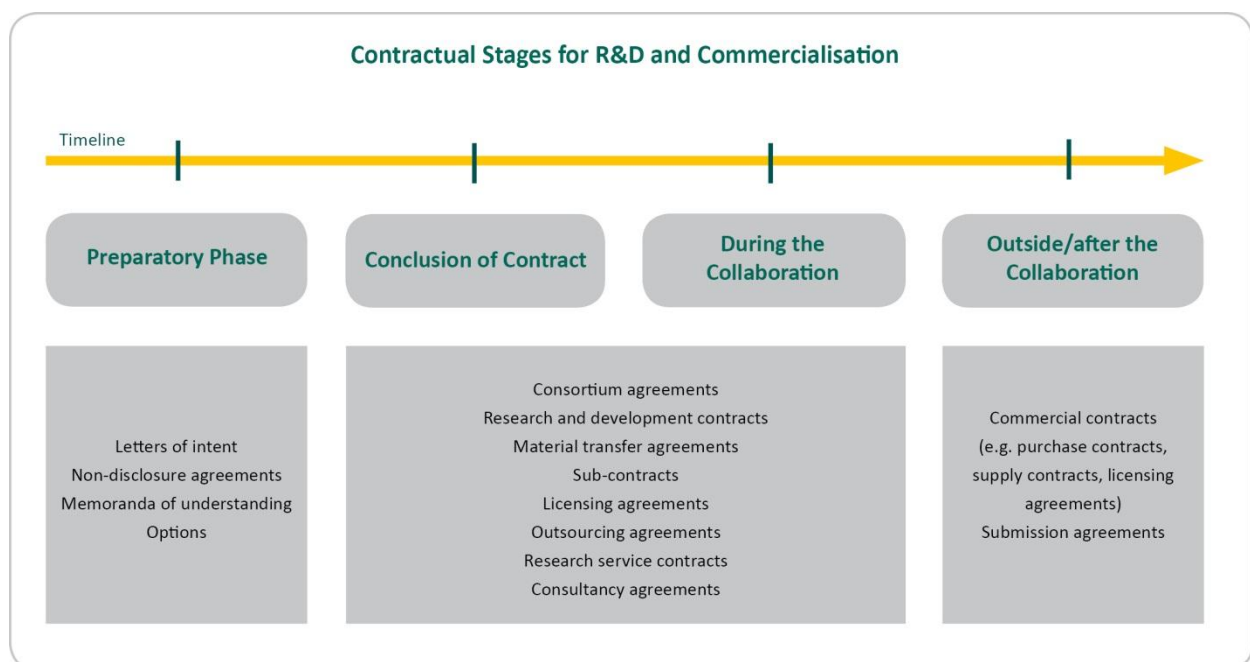 Contractual Stages for R&D and Commercialisation
Timeline
Preparatory Phase
Conclusion of Contract
During the
Collaboration
Outside/after the
Collaboration
Letters of intent
Non-disclosure agreements
Memoranda of understanding
Options
Consortium agreements
Research and development contracts
Material transfer agreements
Sub-contracts
Licensing agreements
Outsourcing agreements
Research service contracts
Consultancy agreements
Commercial contracts
(e.g. purchase contracts,
supply contracts, licensing
agreements)
Submission agreements